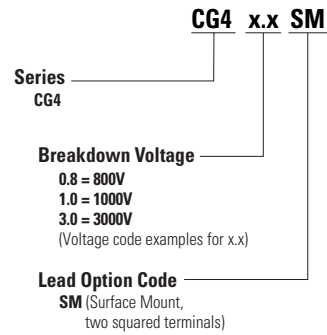 CG4 x.x SM
Series
CG4
Breakdown Voltage
0.8 = 800V
1.0 = 1000V
3.0 = 3000V
(Voltage code examples for x.x)
Lead Option Code
SM (Surface Mount,
two squared terminals)